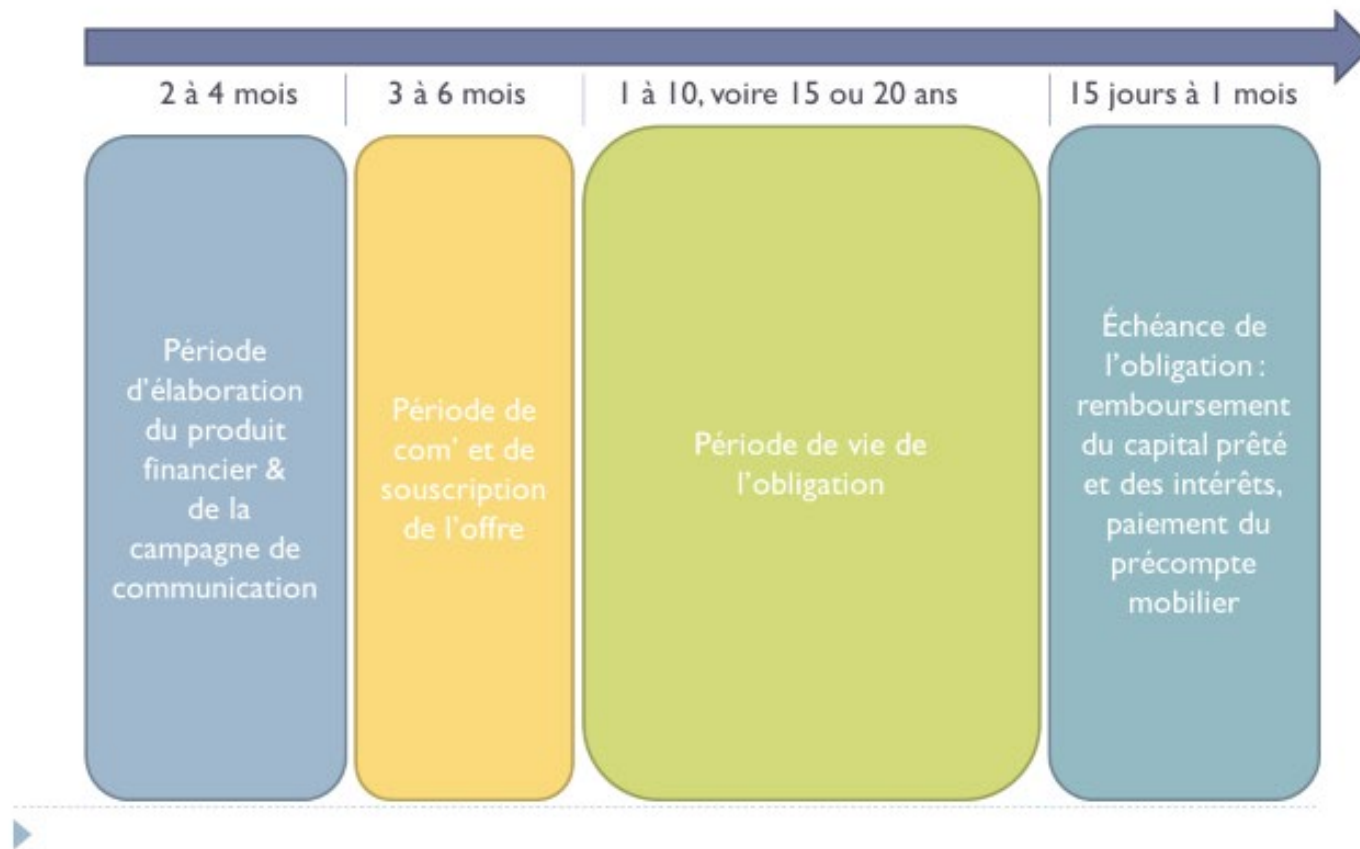 2 à 4 mois
3 à 6 mois
1 à 10, voire 15 ou 20 ans
15 jours à 1 mois
Période
d'élaboration
du produit
financier &
de la
campagne de
communication
Période de
com' et de
souscription
de l'offre
Période de vie de
l'obligation
Échéance de
l'obligation :
remboursement
du capital prêté
et des intérêts,
paiement du
précompte
mobilier